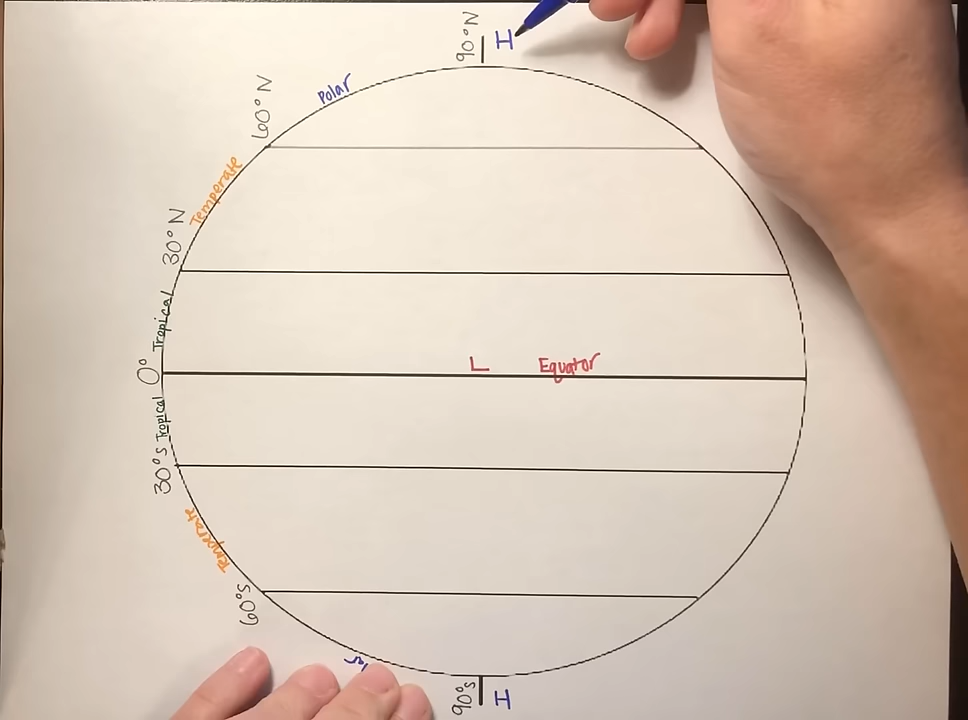 90°N H
Polar
60°N
Temperate
30°N
Tropical
0°
L Equator
Tropical
30°S
Temperate
60°S
90°S H